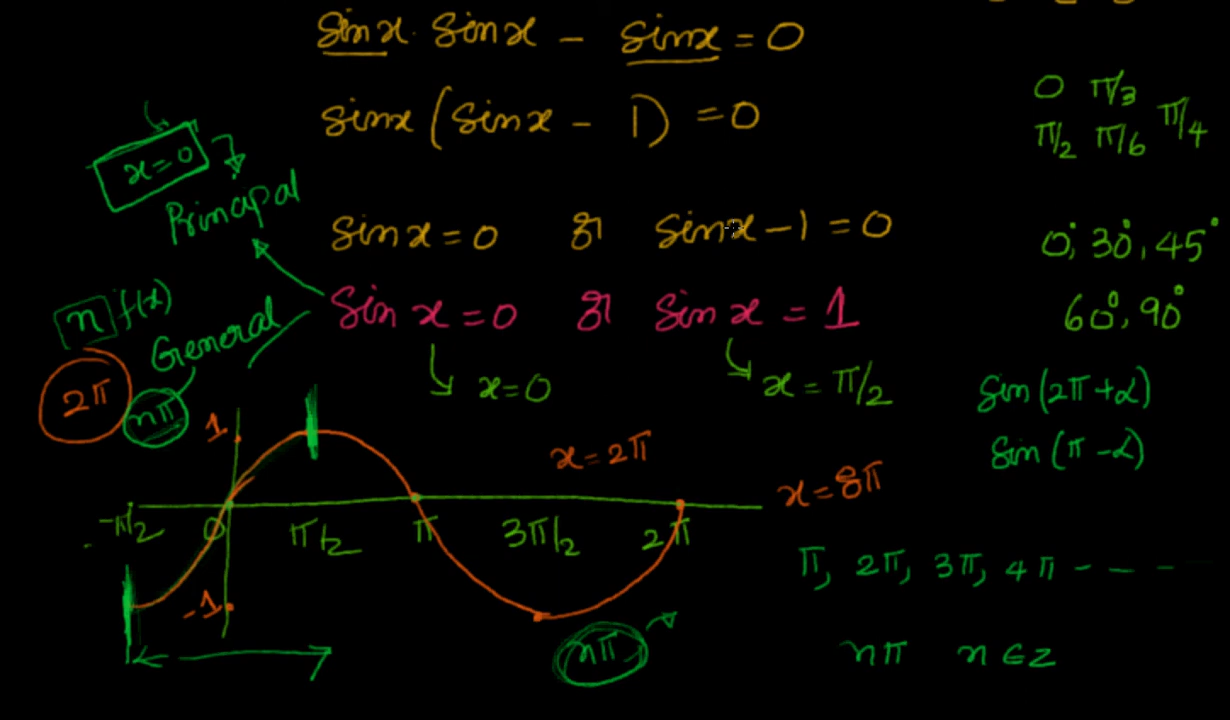 sinx. sinx - sinx = 0
sinx (sinx - 1) = 0
0 π/3
π/4
π/2 π/6
x=0
Principal
sinx=0 or sinx-1=0
0°, 30°, 45°
n f(x)
General
sin x=0 or sin x = 1
60°, 90°
2π
nπ
x=0
x=π/2
sin(2π+α)
1
x=2π
sin(π-α)
x=8π
-π/2 0 π/2 π 3π/2 2π
π, 2π, 3π, 4π - - -
-1
nπ
nπ n∈z